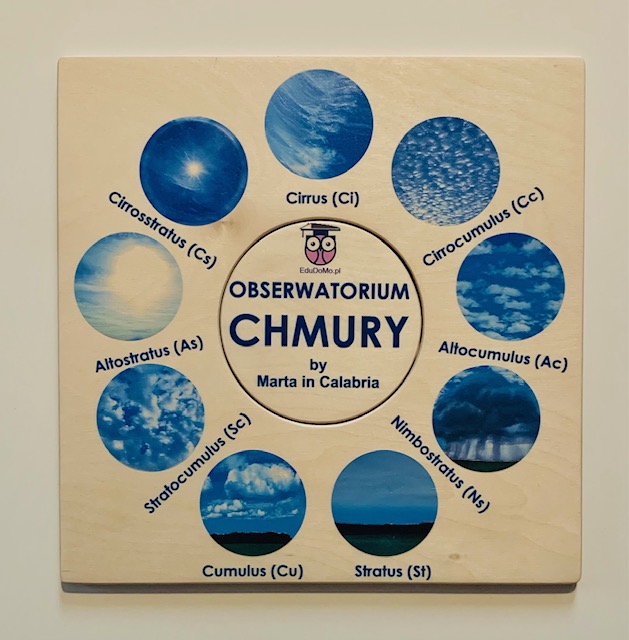 Cirrus (Ci)
Cirrocumulus (Cc)
Altocumulus (Ac)
Nimbostratus (Ns)
Stratus (St)
Cumulus (Cu)
Stratocumulus (Sc)
Altostratus (As)
Cirrosstratus (Cs)
EduDoMo.pl
OBSERWATORIUM
CHMURY
by
Marta in Calabria